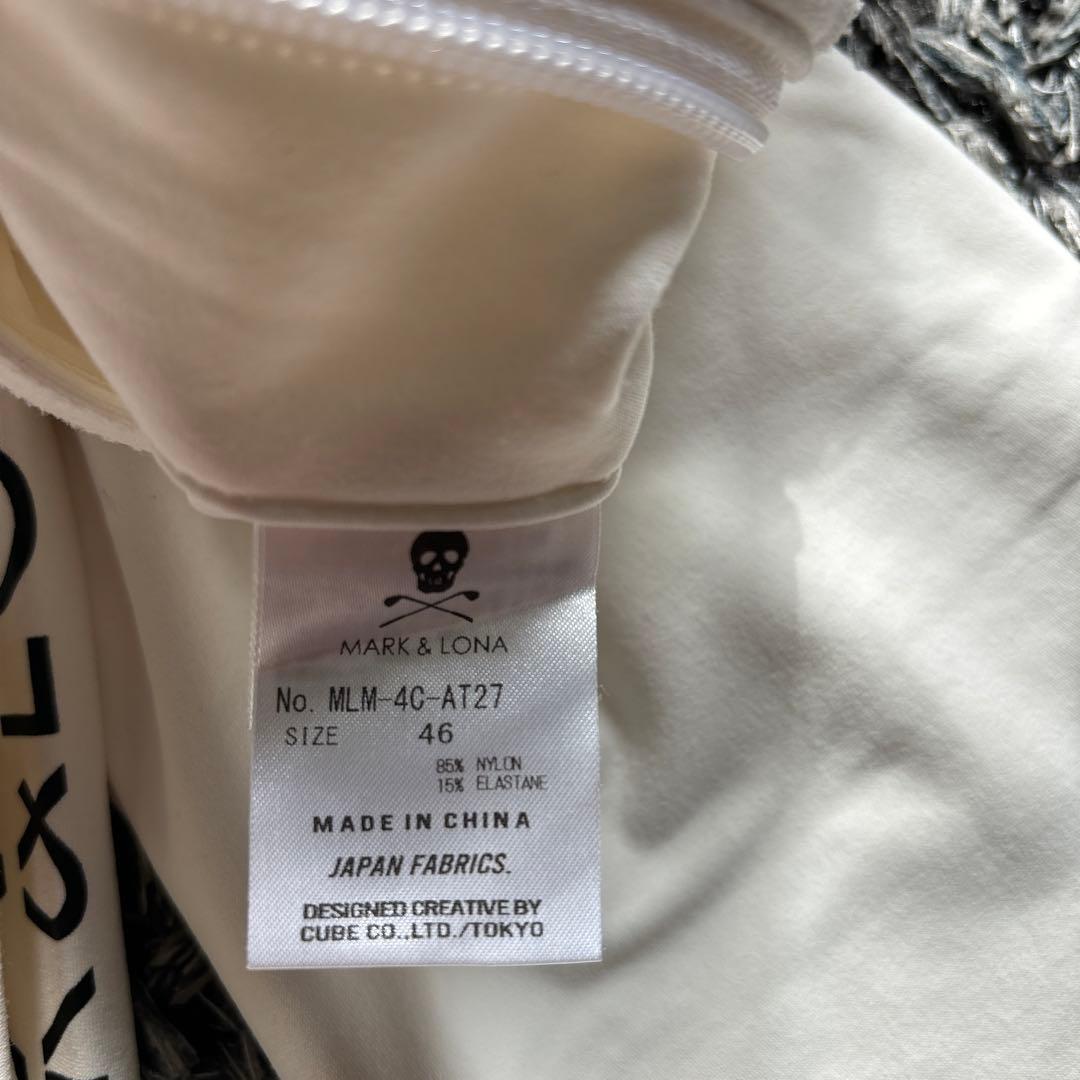 MARK & LONA
No. MLM-4C-AT27
SIZE 46
85% NYLON
15% ELASTANE
MADE IN CHINA
JAPAN FABRICS.
DESIGNED CREATIVE BY
CUBE CO.,LTD./TOKYO